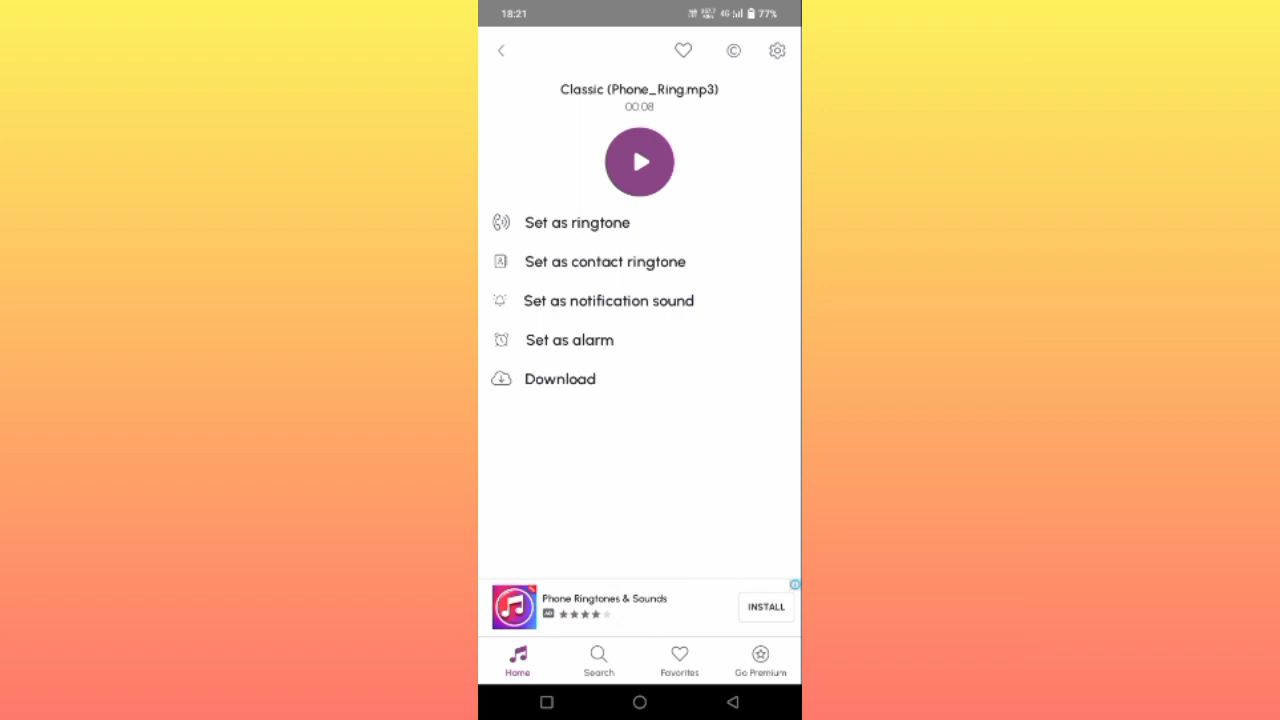 18:21
4G 77%
©
Classic (Phone_Ring.mp3)
00:08
Set as ringtone
Set as contact ringtone
Set as notification sound
Set as alarm
Download
Phone Ringtones & Sounds
AD
INSTALL
Home Search Favorites Go Premium